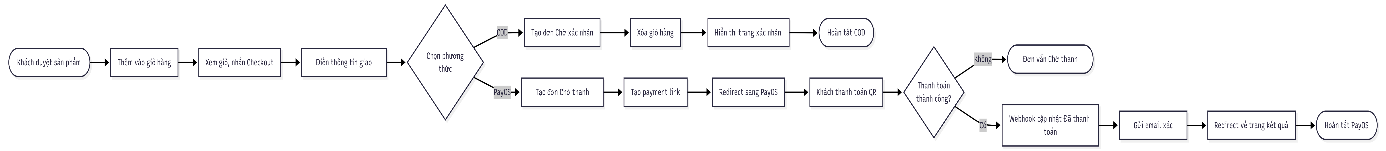 Khách duyệt sản phẩm
Thêm vào giỏ hàng
Xem giỏ, nhấn Checkout
Điền thông tin giao
Chọn phương
thức
COD
Tạo đơn Chờ xác nhận
Xóa giỏ hàng
Hiển thị trang xác nhận
Hoàn tất COD
PayOS
Tạo đơn Chờ thanh
Tạo payment link
Redirect sang PayOS
Khách thanh toán QR
Thanh toán
thành công?
Không
Đơn vẫn Chờ thanh
Có
Webhook cập nhật Đã thanh
toán
Gửi email xác
Redirect về trang kết quả
Hoàn tất PayOS